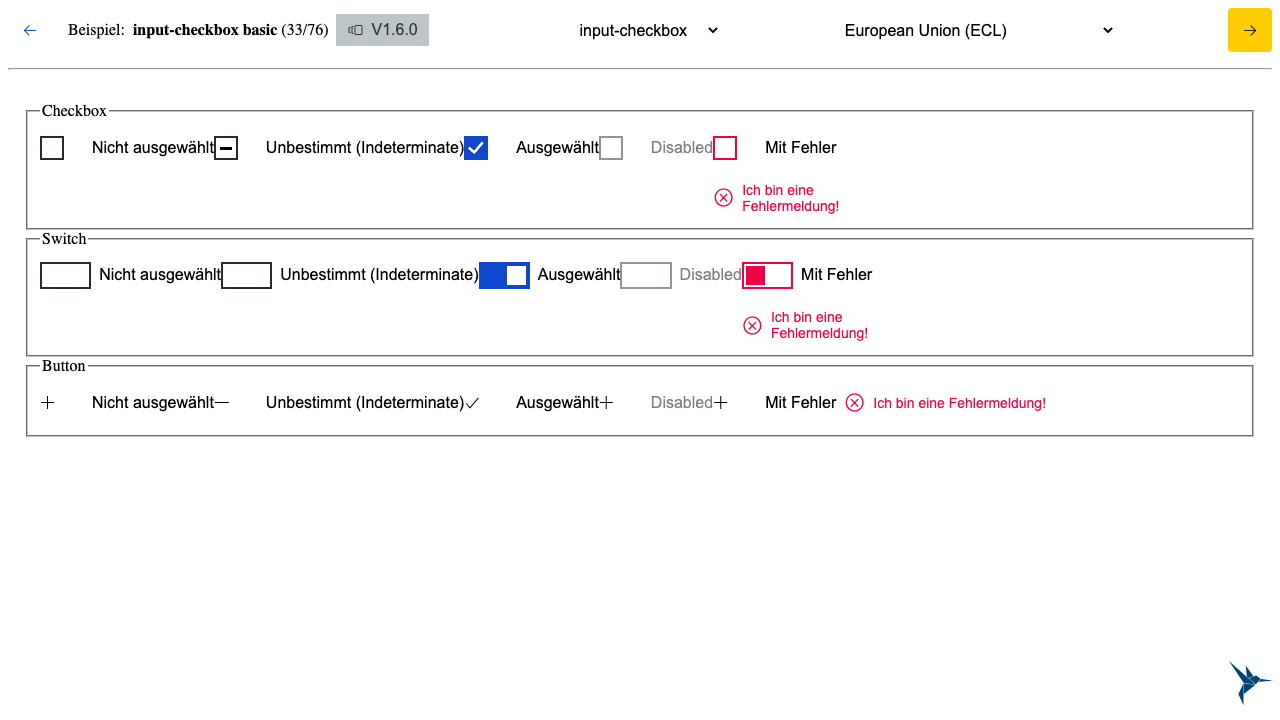 Beispiel: input-checkbox basic (33/76) V1.6.0 input-checkbox European Union (ECL)
Checkbox
Nicht ausgewählt Unbestimmt (Indeterminate) Ausgewählt Disabled Mit Fehler
Ich bin eine
Fehlermeldung!
Switch
Nicht ausgewählt Unbestimmt (Indeterminate) Ausgewählt Disabled Mit Fehler
Ich bin eine
Fehlermeldung!
Button
Nicht ausgewählt Unbestimmt (Indeterminate) Ausgewählt Disabled Mit Fehler Ich bin eine Fehlermeldung!